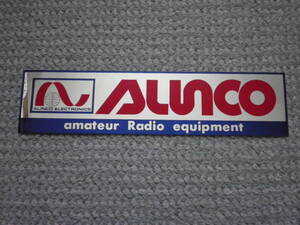 ALINCO ELECTRONICS
ALINCO
amateur Radio equipment